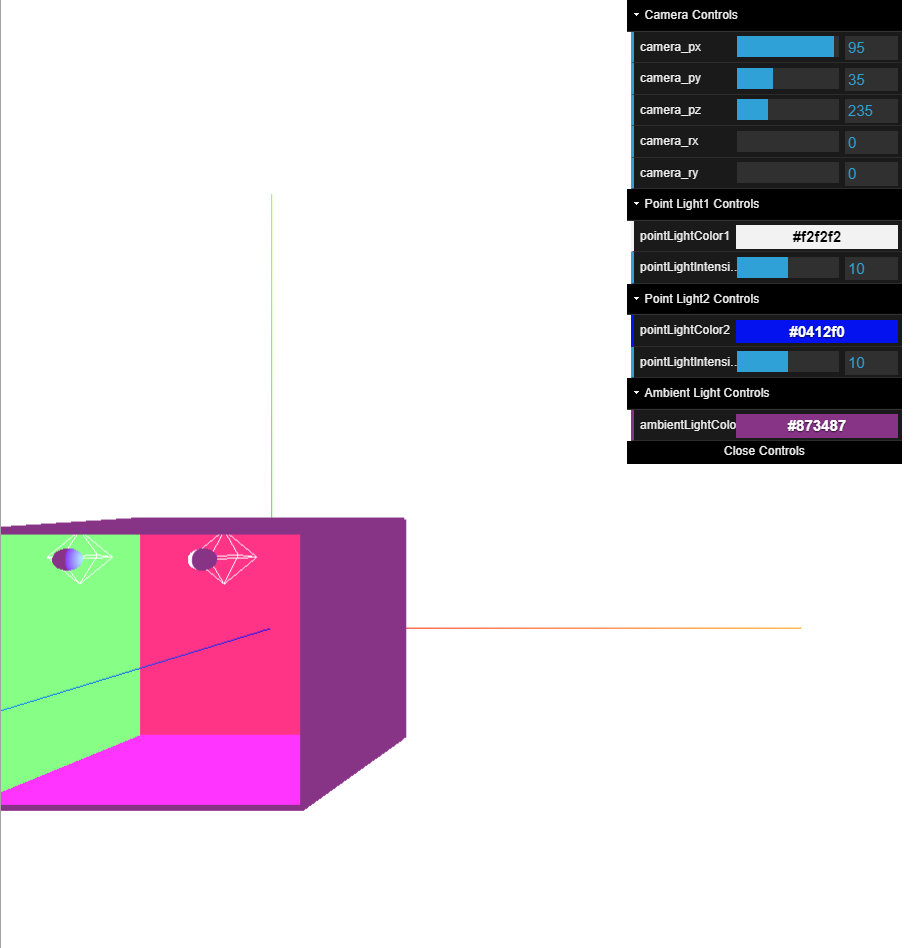 Camera Controls
camera_px 95
camera_py 35
camera_pz 235
camera_rx 0
camera_ry 0
Point Light1 Controls
pointLightColor1 #f2f2f2
pointLightIntensi... 10
Point Light2 Controls
pointLightColor2 #0412f0
pointLightIntensi... 10
Ambient Light Controls
ambientLightColo #873487
Close Controls